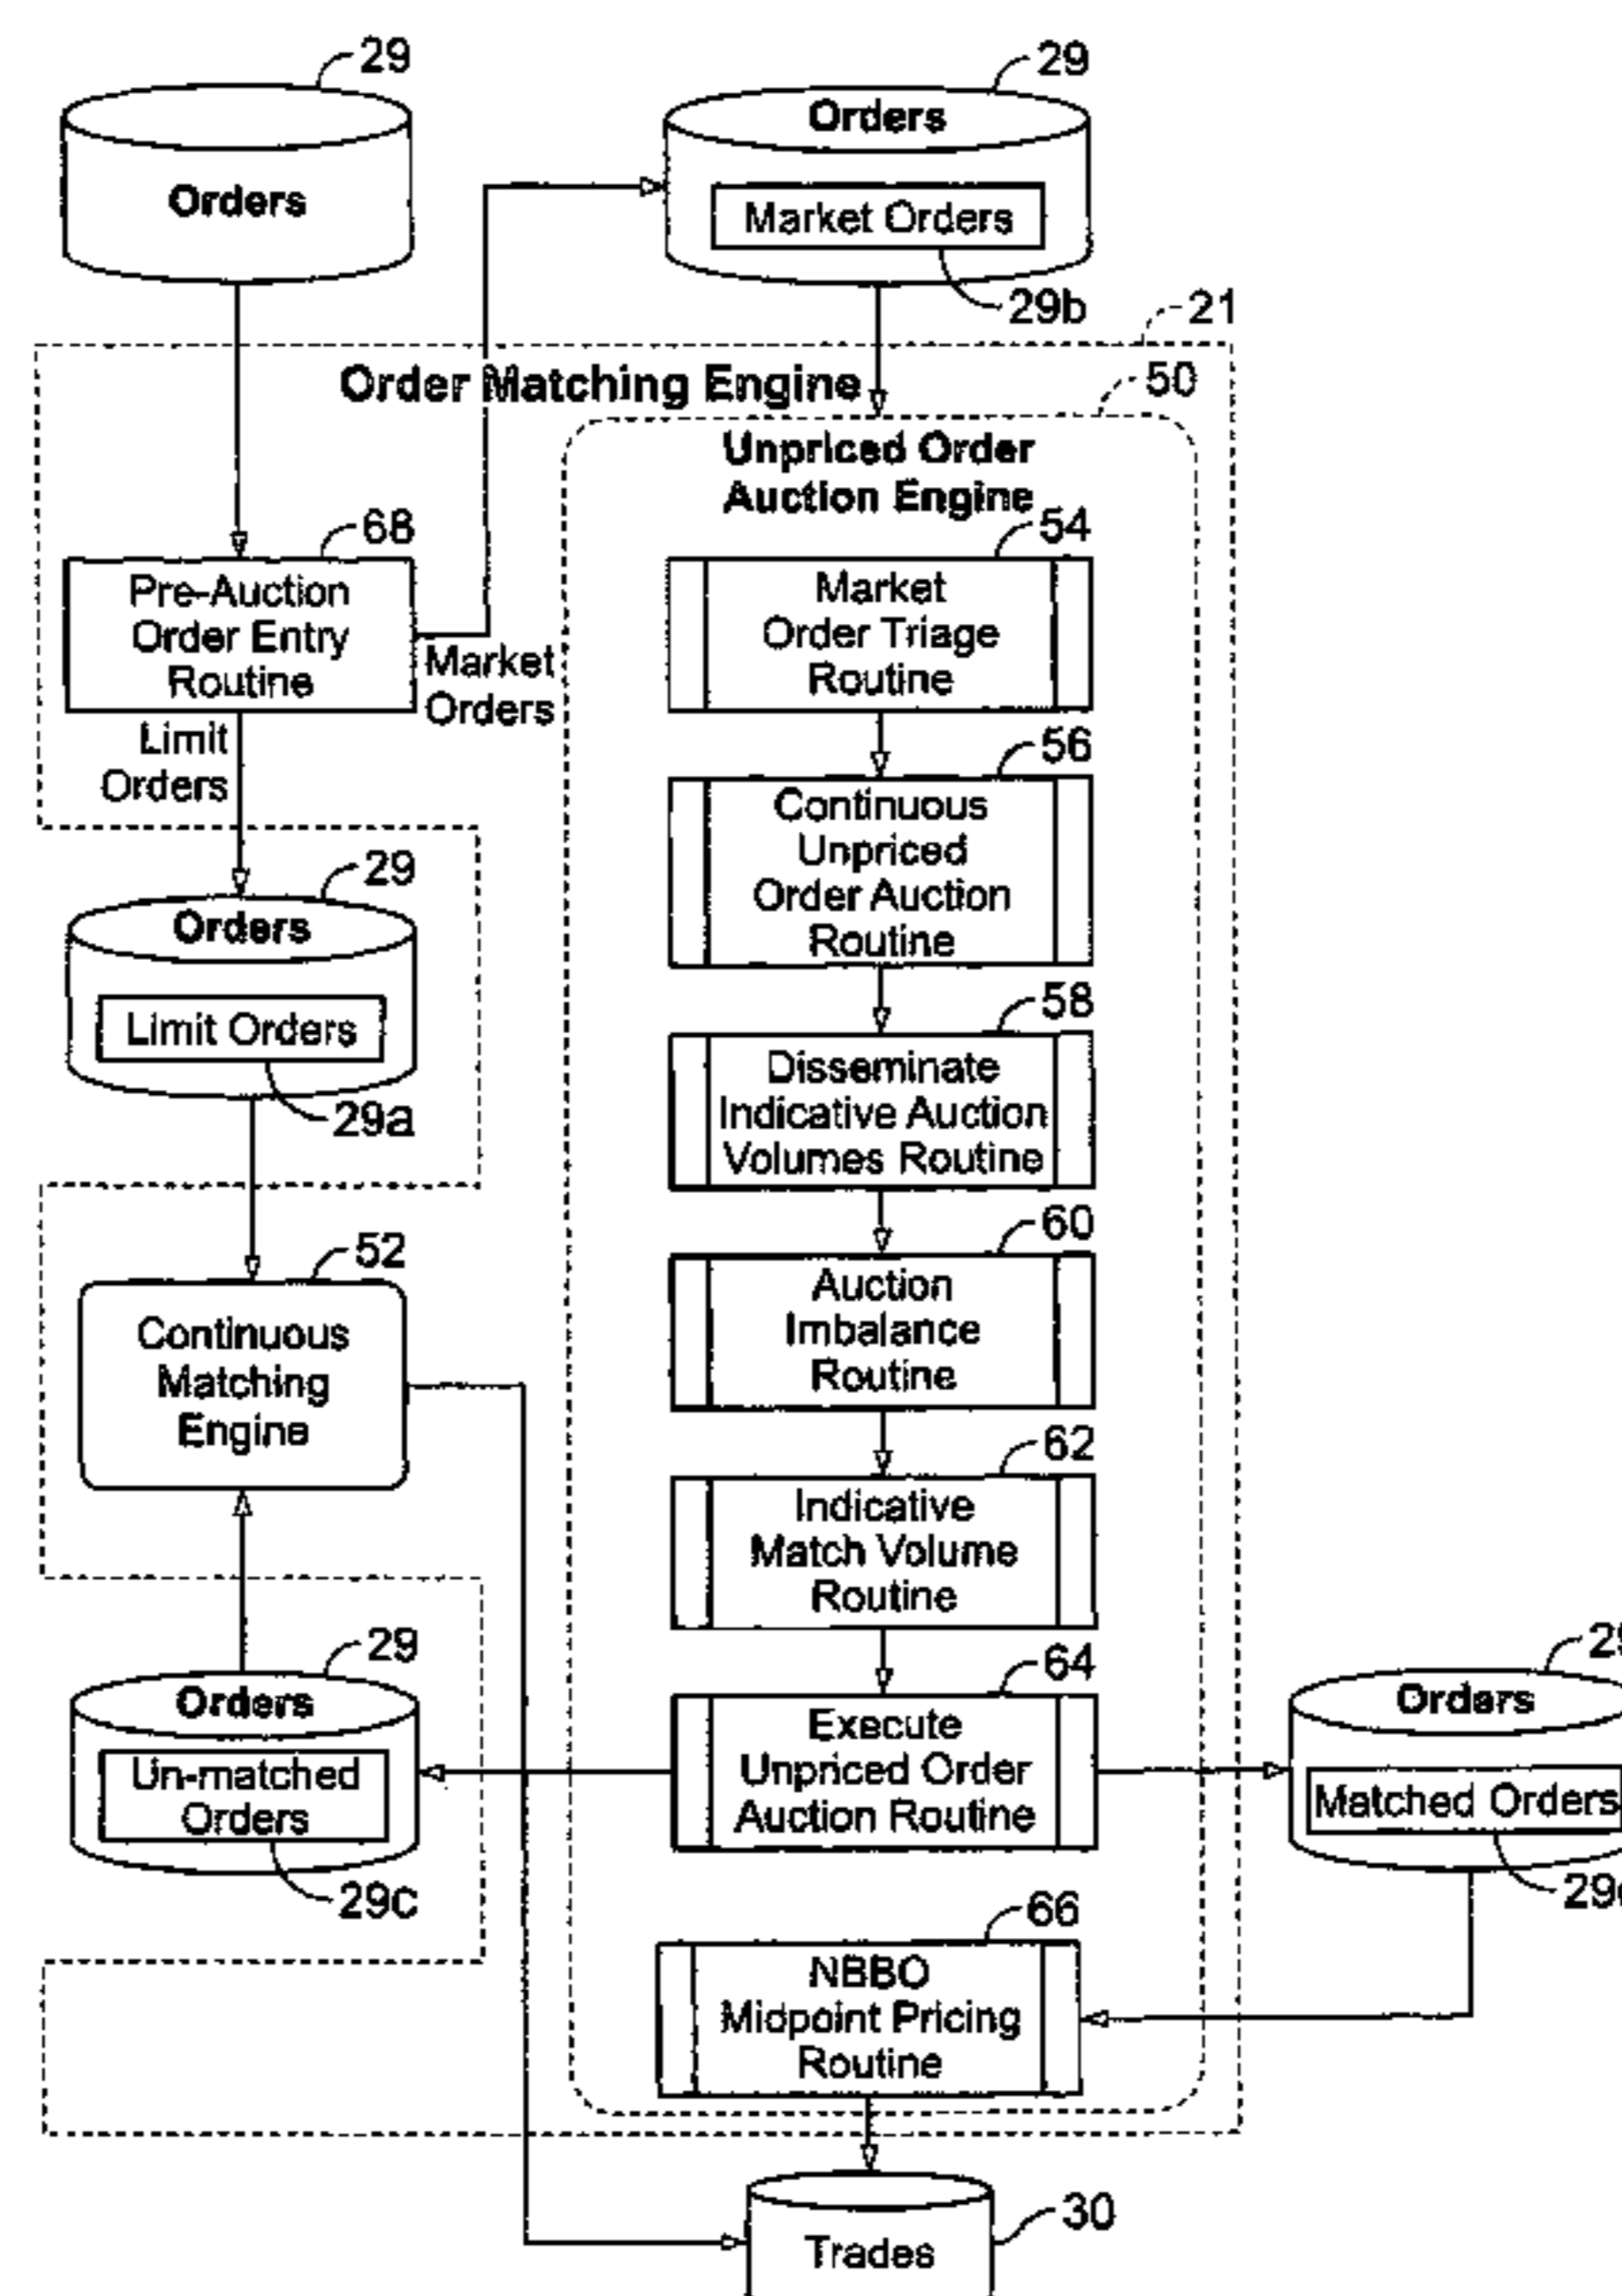 29
29
Orders
Orders
Market Orders
29b
21
Order Matching Engine
50
Unpriced Order
Auction Engine
68
54
Pre-Auction
Order Entry
Routine
Market
Orders
Limit
Orders
Market
Order Triage
Routine
56
Continuous
Unpriced
Order Auction
Routine
29
Orders
Limit Orders
29a
58
Disseminate
Indicative Auction
Volumes Routine
60
Auction
Imbalance
Routine
52
Continuous
Matching
Engine
62
Indicative
Match Volume
Routine
29
Orders
Un-matched
Orders
29c
64
Execute
Unpriced Order
Auction Routine
Orders
Matched Orders
66
NBBO
Midpoint Pricing
Routine
30
Trades